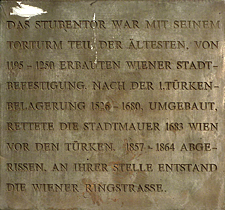 DAS STUBENTOR WAR MIT SEINEM
TORTURM TEIL DER ÄLTESTEN, VON
1195 - 1250 ERBAUTEN WIENER STADT-
BEFESTIGUNG. NACH DER 1. TÜRKEN-
BELAGERUNG 1526 - 1680, UMGEBAUT,
RETTETE DIE STADTMAUER 1683 WIEN
VOR DEN TÜRKEN. 1857 - 1864 ABGE-
RISSEN, AN IHRER STELLE ENTSTAND
DIE WIENER RINGSTRASSE.